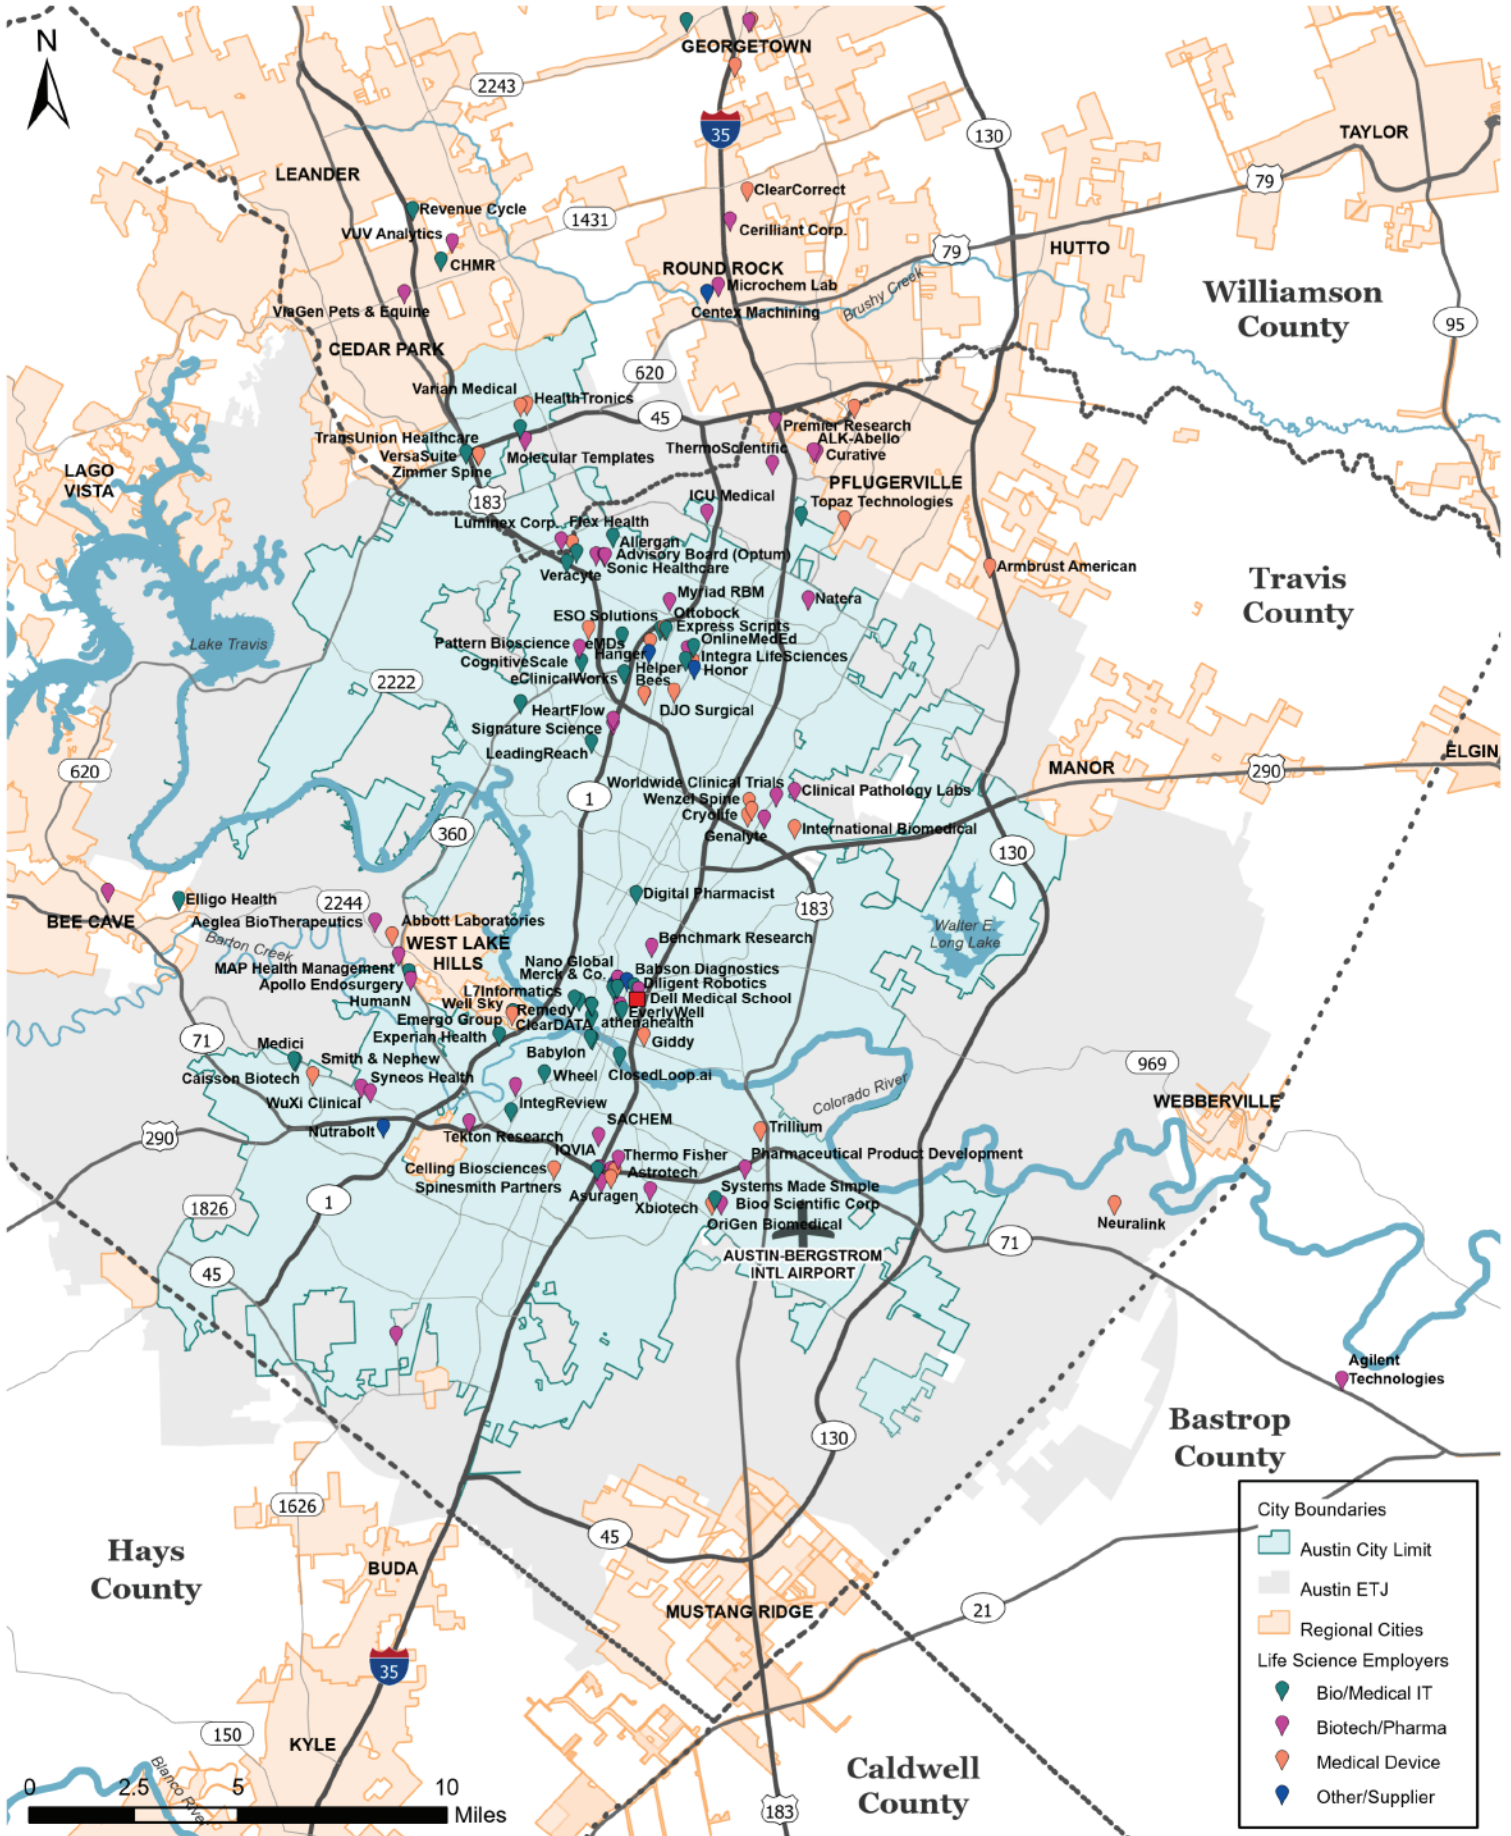 N
GEORGETOWN
2243
35
130
TAYLOR
LEANDER
79
ClearCorrect
Revenue Cycle
1431
VUV Analytics
Cerilliant Corp.
79
HUTTO
CHMR
ROUND ROCK
Microchem Lab
Brushy Creek
Williamson
County
ViaGen Pets & Equine
Centex Machining
95
CEDAR PARK
620
Varian Medical
HealthTronics
45
Premier Research
TransUnion Healthcare
ALK-Abello
VersaSuite
Molecular Templates
ThermoScientific
Curative
Zimmer Spine
LAGO
VISTA
PFLUGERVILLE
183
ICU Medical
Topaz Technologies
Luminex Corp.
Flex Health
Allergan
Advisory Board (Optum)
Sonic Healthcare
Armbrust American
Veracyte
Travis
County
Myriad RBM
Natera
ESO Solutions
Ottobock
Express Scripts
Lake Travis
Pattern Bioscience
eMDs
OnlineMedEd
Hanger
Integra LifeSciences
CognitiveScale
Helper
Bees
Honor
eClinicalWorks
2222
HeartFlow
DJO Surgical
Signature Science
LeadingReach
ELGIN
620
MANOR
290
Worldwide Clinical Trials
Clinical Pathology Labs
1
Wenzel Spine
Cryolife
Genalyte
International Biomedical
360
130
Digital Pharmacist
Elligo Health
2244
183
BEE CAVE
Aeglea BioTherapeutics
Abbott Laboratories
Walter E.
Long Lake
WEST LAKE
HILLS
Benchmark Research
Barton Creek
Nano Global
MAP Health Management
Merck & Co.
Babson Diagnostics
Apollo Endosurgery
Diligent Robotics
HumanN
L7Informatics
Dell Medical School
Well Sky
Remedy
EverlyWell
Emergo Group
ClearDATA
athenahealth
71
Experian Health
Giddy
Medici
Smith & Nephew
Babylon
969
Caisson Biotech
Syneos Health
Wheel
ClosedLoop.ai
Colorado River
WuXi Clinical
IntegReview
WEBBERVILLE
Nutrabolt
SACHEM
Trillium
290
Tekton Research
IQVIA
Thermo Fisher
Pharmaceutical Product Development
Celling Biosciences
Astrotech
Spinesmith Partners
Asuragen
Systems Made Simple
1826
1
Xbiotech
Bioo Scientific Corp
OriGen Biomedical
Neuralink
AUSTIN-BERGSTROM
INTL AIRPORT
71
45
Agilent
Technologies
130
Bastrop
County
1626
Hays
County
45
BUDA
21
MUSTANG RIDGE
35
150
KYLE
Blanco River
Caldwell
County
183
0 2.5 5 10
Miles
City Boundaries
Austin City Limit
Austin ETJ
Regional Cities
Life Science Employers
Bio/Medical IT
Biotech/Pharma
Medical Device
Other/Supplier